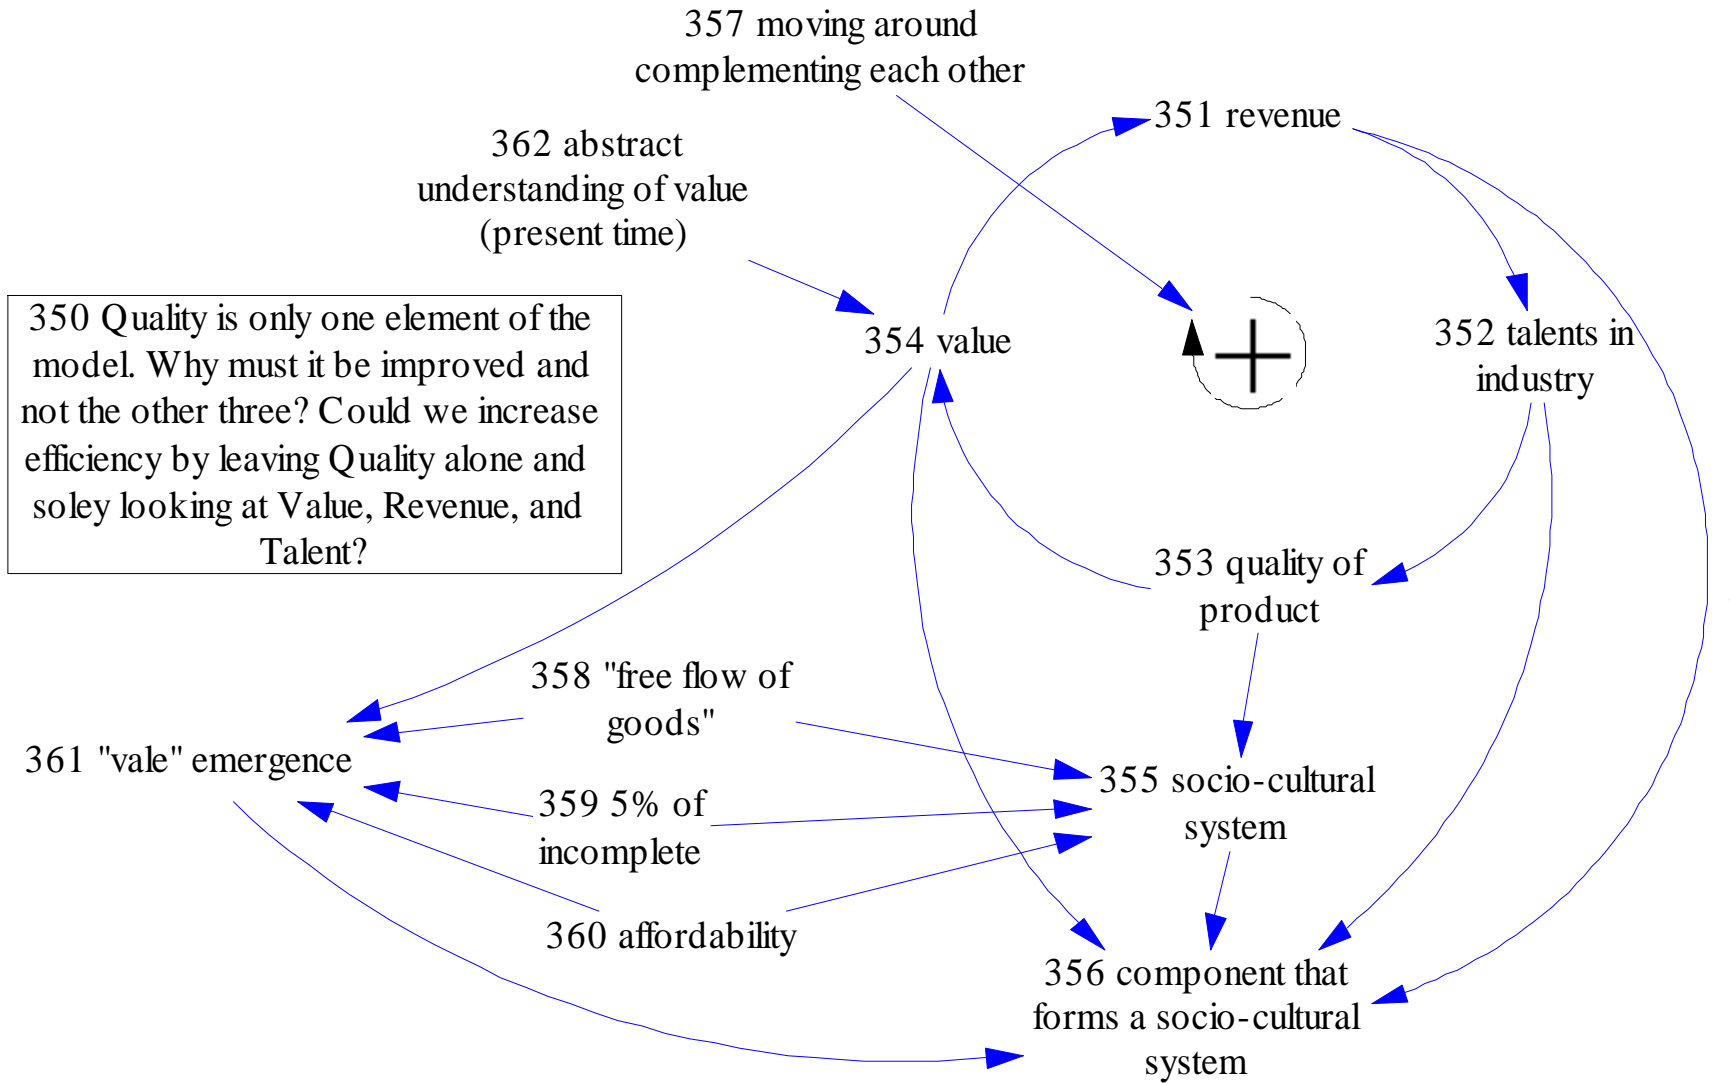 357 moving around
complementing each other
351 revenue
362 abstract
understanding of value
(present time)
350 Quality is only one element of the
model. Why must it be improved and
not the other three? Could we increase
efficiency by leaving Quality alone and
soley looking at Value, Revenue, and
Talent?
354 value
352 talents in
industry
353 quality of
product
358 "free flow of
goods"
361 "vale" emergence
359 5% of
incomplete
355 socio-cultural
system
360 affordability
356 component that
forms a socio-cultural
system